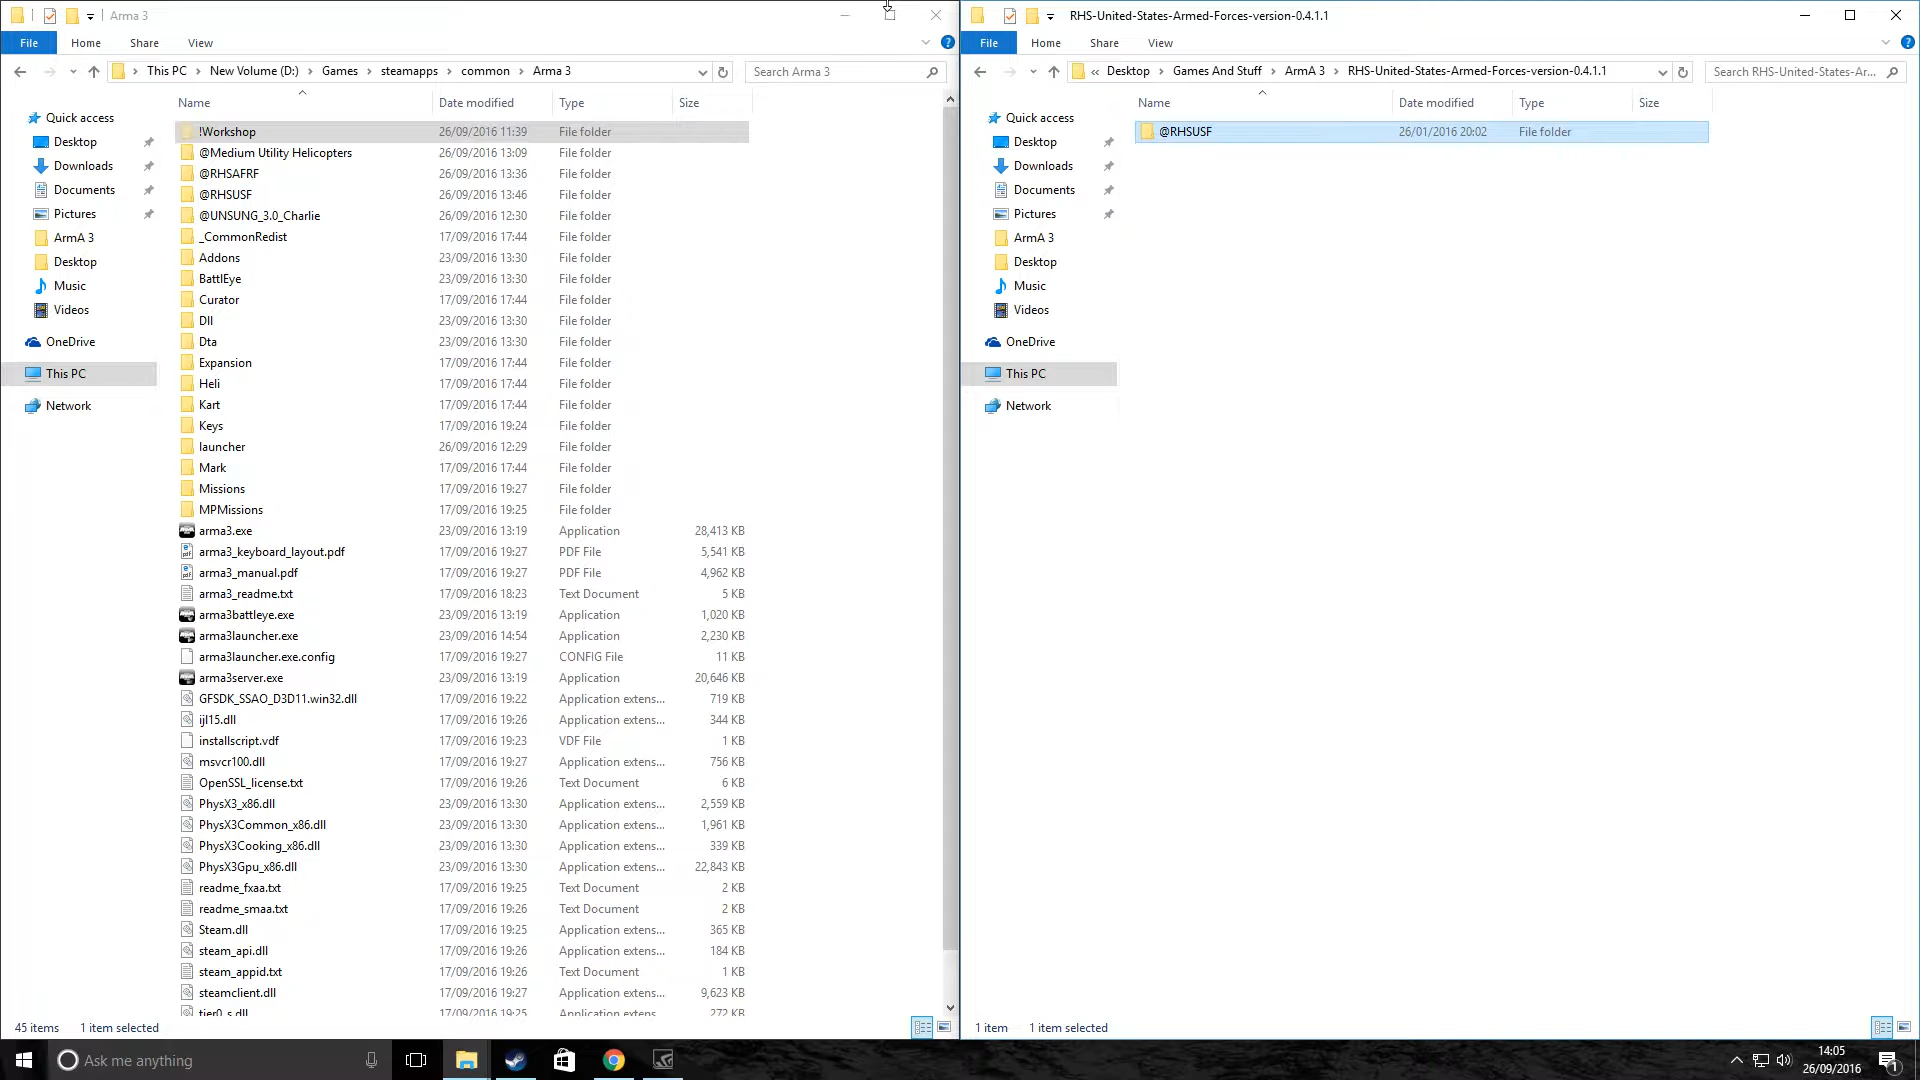 Arma 3
File Home Share View
This PC New Volume (D:) Games steamapps common Arma 3 Search Arma 3
Name Date modified Type Size
Quick access
Desktop
Downloads
Documents
Pictures
ArmA 3
Desktop
Music
Videos
OneDrive
This PC
Network
!Workshop 26/09/2016 11:39 File folder
@Medium Utility Helicopters 26/09/2016 13:09 File folder
@RHSAFRF 26/09/2016 13:36 File folder
@RHSUSF 26/09/2016 13:46 File folder
@UNSUNG_3.0_Charlie 26/09/2016 12:30 File folder
_CommonRedist 17/09/2016 17:44 File folder
Addons 23/09/2016 13:30 File folder
BattlEye 23/09/2016 13:30 File folder
Curator 17/09/2016 17:44 File folder
Dll 23/09/2016 13:30 File folder
Dta 23/09/2016 13:30 File folder
Expansion 17/09/2016 17:44 File folder
Heli 17/09/2016 17:44 File folder
Kart 17/09/2016 17:44 File folder
Keys 17/09/2016 19:24 File folder
launcher 26/09/2016 12:29 File folder
Mark 17/09/2016 17:44 File folder
Missions 17/09/2016 19:27 File folder
MPMissions 17/09/2016 19:25 File folder
arma3.exe 23/09/2016 13:19 Application 28,413 KB
arma3_keyboard_layout.pdf 17/09/2016 19:27 PDF File 5,541 KB
arma3_manual.pdf 17/09/2016 19:27 PDF File 4,962 KB
arma3_readme.txt 17/09/2016 18:23 Text Document 5 KB
arma3battleye.exe 23/09/2016 13:19 Application 1,020 KB
arma3launcher.exe 23/09/2016 14:54 Application 2,230 KB
arma3launcher.exe.config 17/09/2016 19:27 CONFIG File 11 KB
arma3server.exe 23/09/2016 13:19 Application 20,646 KB
GFSDK_SSAO_D3D11.win32.dll 17/09/2016 19:22 Application extens... 719 KB
ijl15.dll 17/09/2016 19:26 Application extens... 344 KB
installscript.vdf 17/09/2016 19:23 VDF File 1 KB
msvcr100.dll 17/09/2016 19:27 Application extens... 756 KB
OpenSSL_license.txt 17/09/2016 19:26 Text Document 6 KB
PhysX3_x86.dll 23/09/2016 13:30 Application extens... 2,559 KB
PhysX3Common_x86.dll 23/09/2016 13:30 Application extens... 1,961 KB
PhysX3Cooking_x86.dll 23/09/2016 13:30 Application extens... 339 KB
PhysX3Gpu_x86.dll 23/09/2016 13:30 Application extens... 22,843 KB
readme_fxaa.txt 17/09/2016 19:25 Text Document 2 KB
readme_smaa.txt 17/09/2016 19:26 Text Document 2 KB
Steam.dll 17/09/2016 19:25 Application extens... 365 KB
steam_api.dll 17/09/2016 19:26 Application extens... 184 KB
steam_appid.txt 17/09/2016 19:26 Text Document 1 KB
steamclient.dll 17/09/2016 19:27 Application extens... 9,623 KB
tier0_s.dll 17/09/2016 19:25 Application extens... 272 KB
45 items 1 item selected
RHS-United-States-Armed-Forces-version-0.4.1.1
File Home Share View
« Desktop Games And Stuff ArmA 3 RHS-United-States-Armed-Forces-version-0.4.1.1 Search RHS-United-States-Ar...
Name Date modified Type Size
Quick access
Desktop
Downloads
Documents
Pictures
ArmA 3
Desktop
Music
Videos
OneDrive
This PC
Network
@RHSUSF 26/01/2016 20:02 File folder
1 item 1 item selected
Ask me anything
14:05
26/09/2016
1